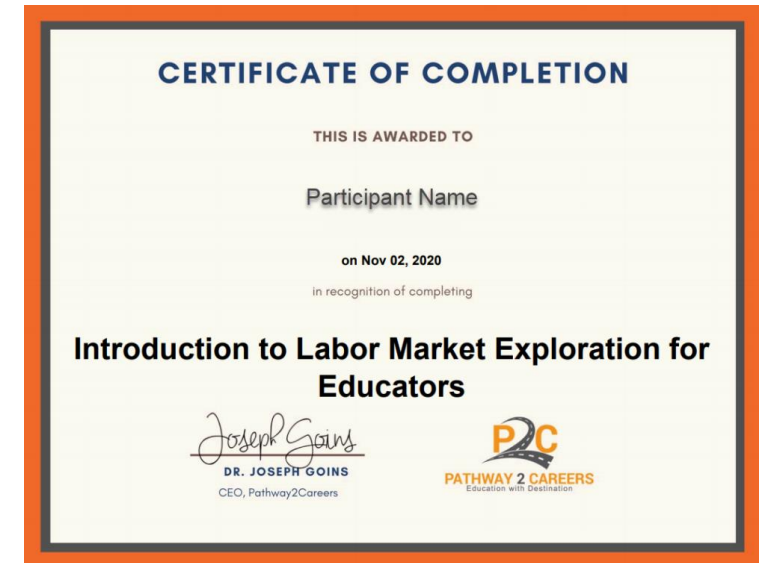 CERTIFICATE OF COMPLETION
THIS IS AWARDED TO
Participant Name
on Nov 02, 2020
in recognition of completing
Introduction to Labor Market Exploration for
Educators
Joseph Goins
DR. JOSEPH GOINS
CEO, Pathway2Careers
P2C
PATHWAY 2 CAREERS
Education with Destination